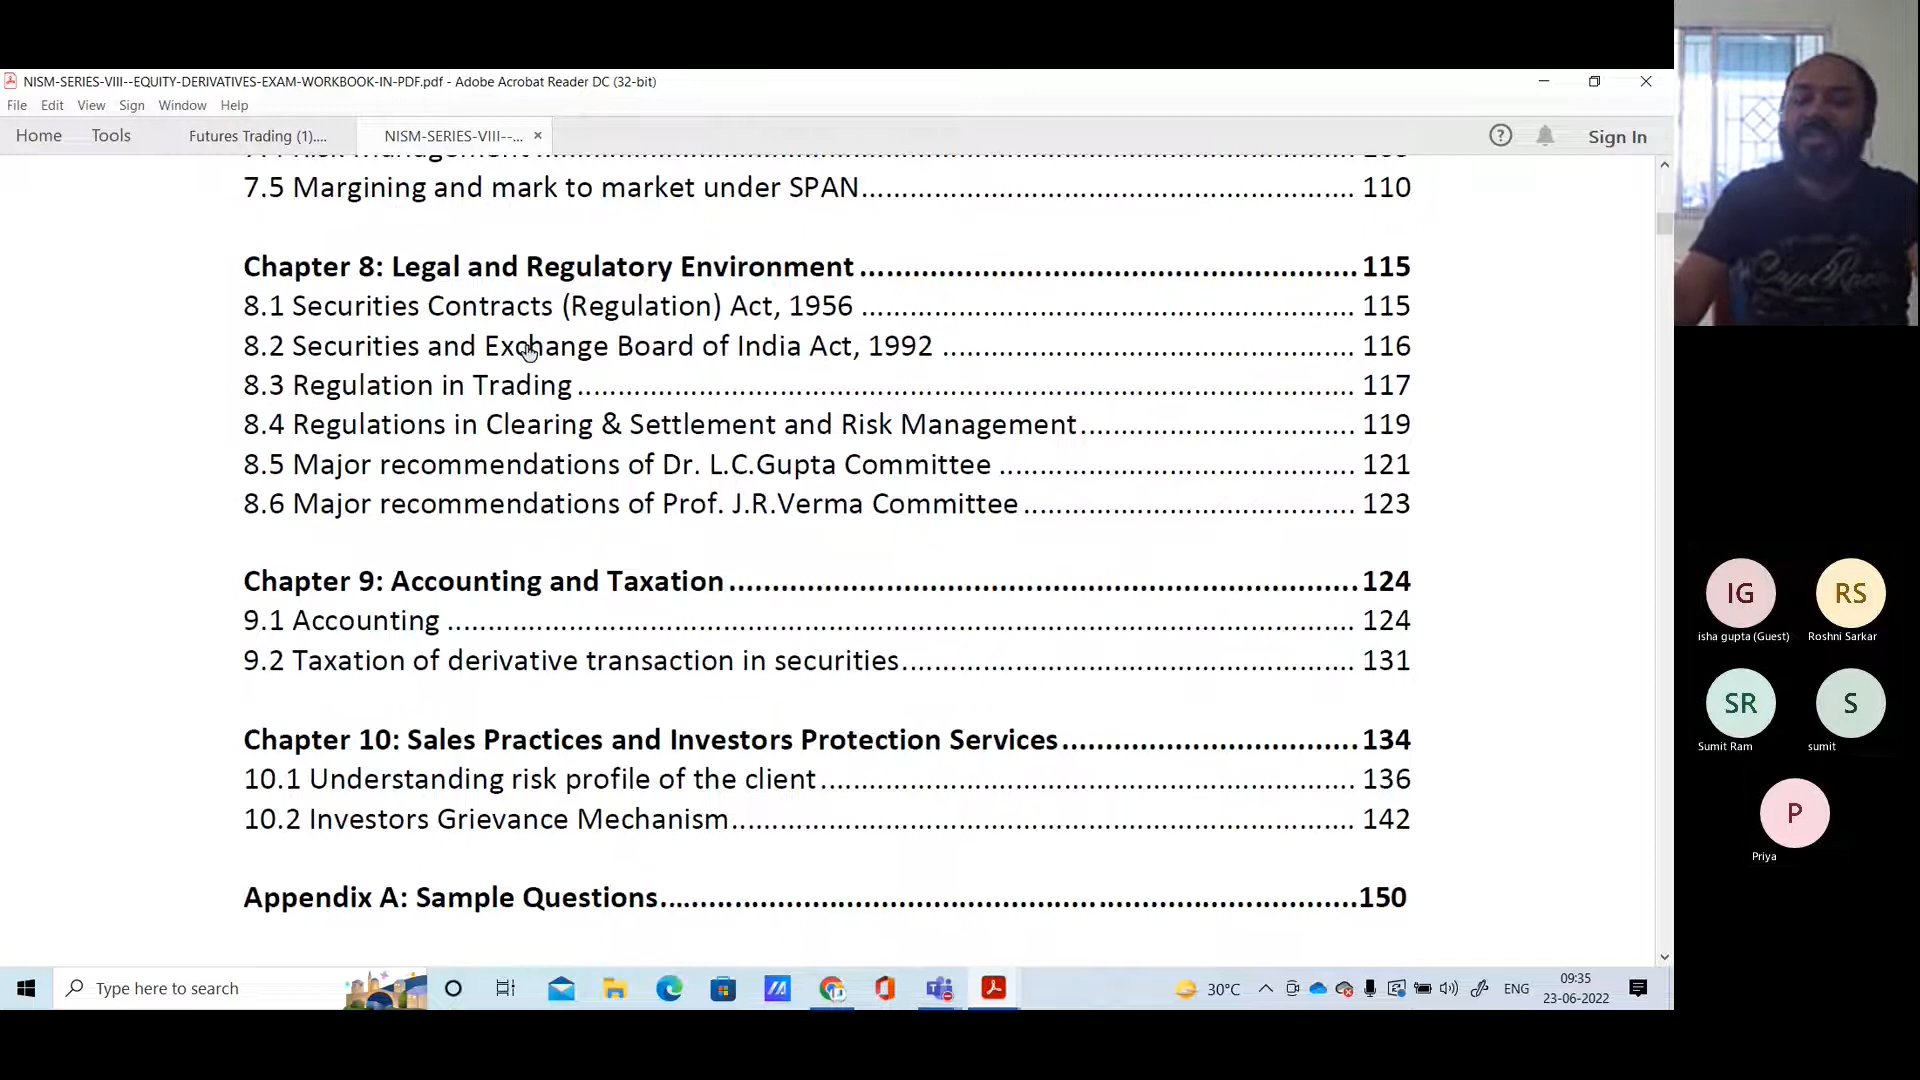 NISM-SERIES-VIII--EQUITY-DERIVATIVES-EXAM-WORKBOOK-IN-PDF.pdf - Adobe Acrobat Reader DC (32-bit)
File Edit View Sign Window Help
Home Tools Futures Trading (1).... NISM-SERIES-VIII--... × Sign In
7.5 Margining and mark to market under SPAN 110
Chapter 8: Legal and Regulatory Environment 115
8.1 Securities Contracts (Regulation) Act, 1956 115
8.2 Securities and Exchange Board of India Act, 1992 116
8.3 Regulation in Trading 117
8.4 Regulations in Clearing & Settlement and Risk Management 119
8.5 Major recommendations of Dr. L.C.Gupta Committee 121
8.6 Major recommendations of Prof. J.R.Verma Committee 123
Chapter 9: Accounting and Taxation 124
9.1 Accounting 124
9.2 Taxation of derivative transaction in securities 131
Chapter 10: Sales Practices and Investors Protection Services 134
10.1 Understanding risk profile of the client 136
10.2 Investors Grievance Mechanism 142
Appendix A: Sample Questions 150
IG RS
isha gupta (Guest) Roshni Sarkar
SR S
Sumit Ram sumit
P
Priya
Type here to search
30°C
ENG
09:35
23-06-2022